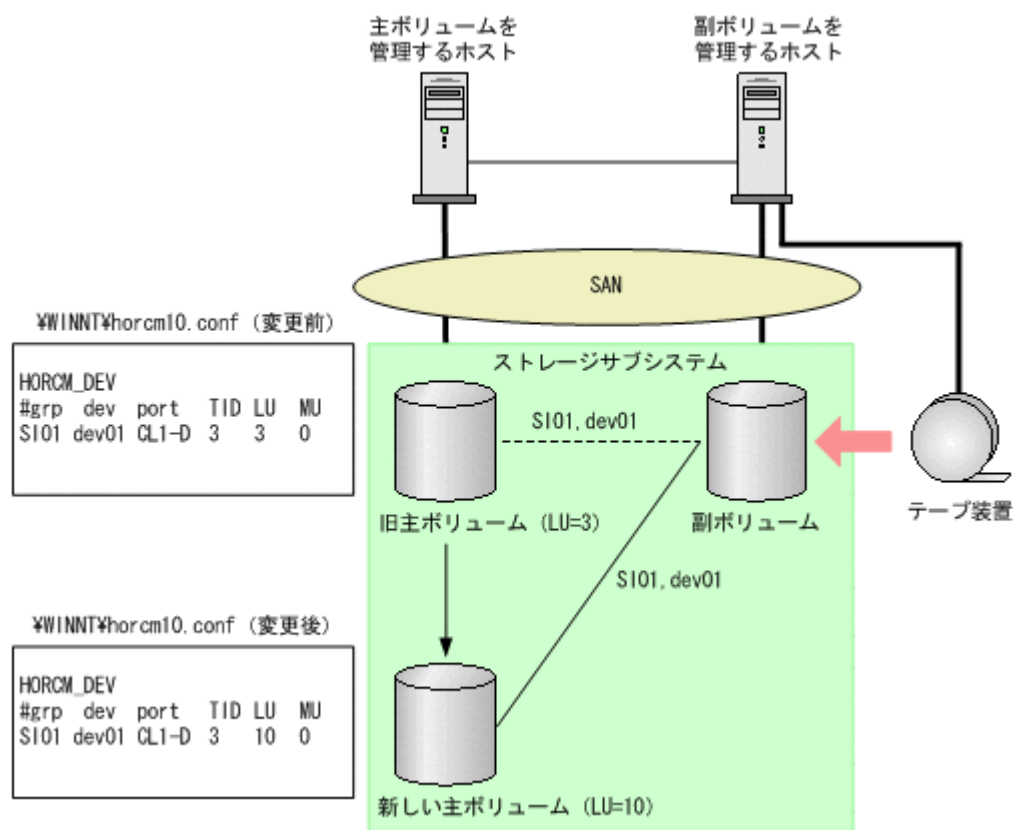 主ボリュームを
管理するホスト
副ボリュームを
管理するホスト
SAN
¥WINNT¥horcm10.conf (変更前)
HORCM_DEV
#grp dev port TID LU MU
SI01 dev01 CL1-D 3 3 0
ストレージサブシステム
SI01,dev01
旧主ボリューム (LU=3)
副ボリューム
テープ装置
SI01,dev01
¥WINNT¥horcm10.conf (変更後)
HORCM_DEV
#grp dev port TID LU MU
SI01 dev01 CL1-D 3 10 0
新しい主ボリューム (LU=10)